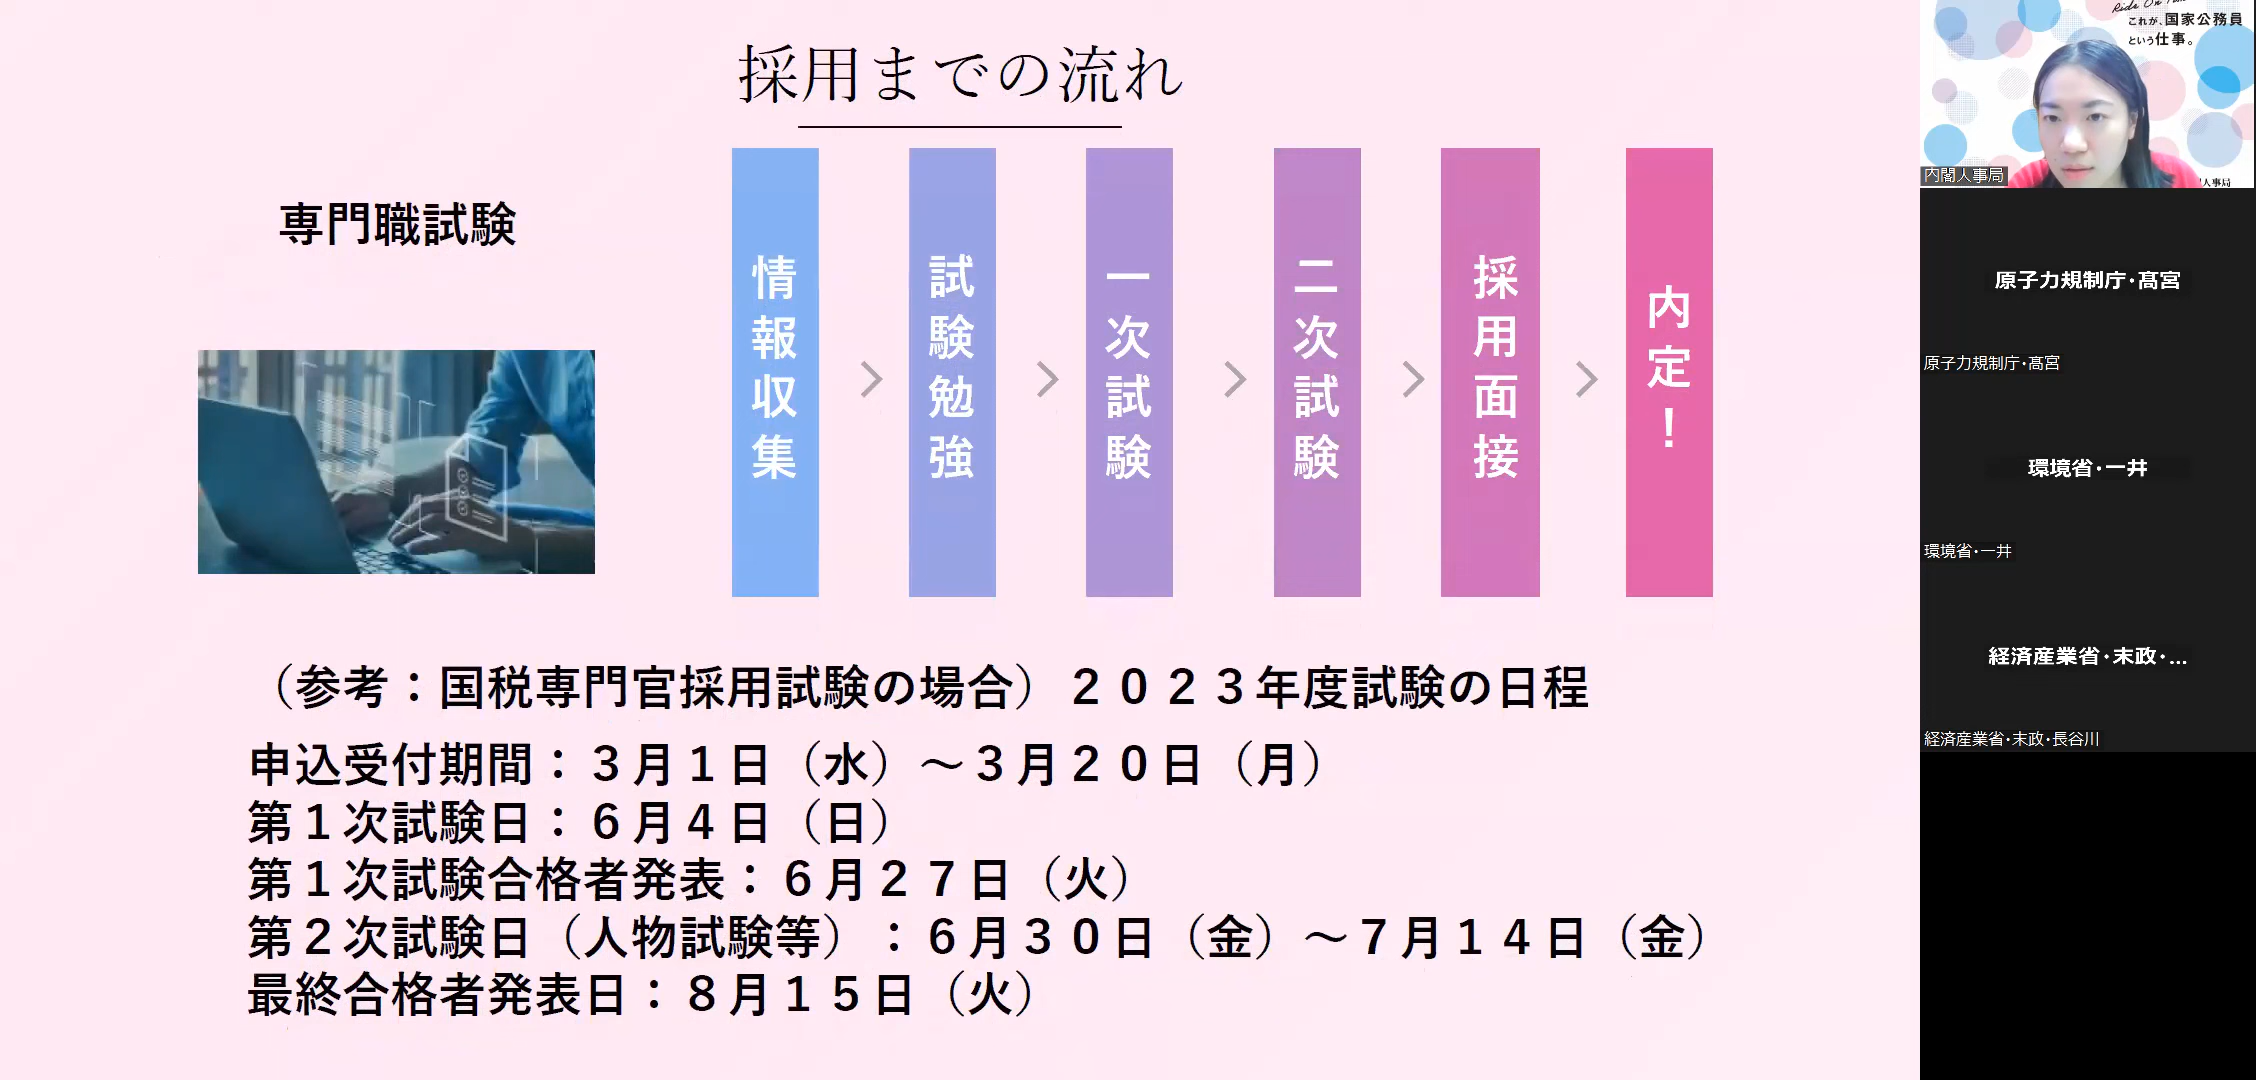 採用までの流れ
専門職試験
情報収集
試験勉強
一次試験
二次試験
採用面接
内定！
（参考：国税専門官採用試験の場合）２０２３年度試験の日程
申込受付期間：３月１日（水）～３月２０日（月）
第１次試験日：６月４日（日）
第１次試験合格者発表：６月２７日（火）
第２次試験日（人物試験等）：６月３０日（金）～７月１４日（金）
最終合格者発表日：８月１５日（火）
これが、国家公務員
という仕事。
内閣人事局
人事局
原子力規制庁・髙宮
原子力規制庁・髙宮
環境省・一井
環境省・一井
経済産業省・末政・...
経済産業省・末政・長谷川